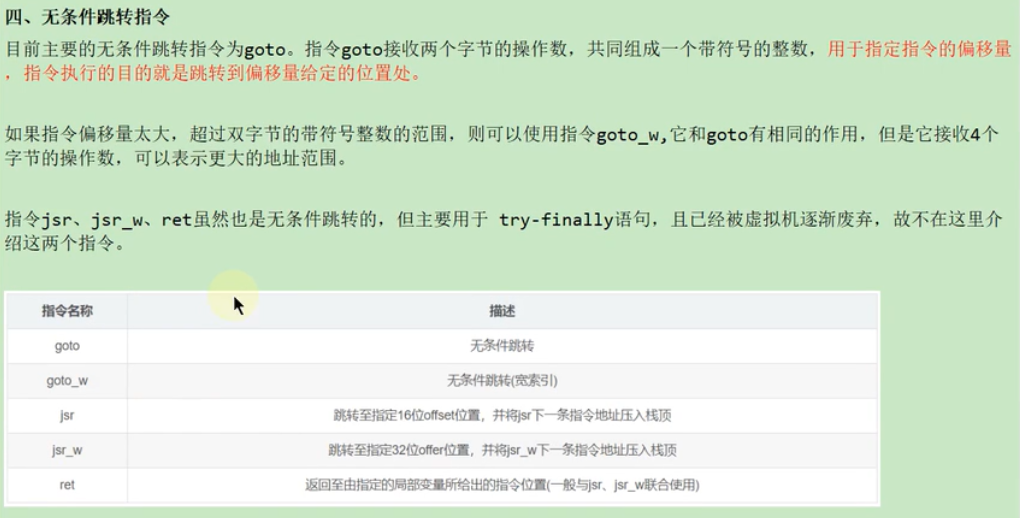 四、无条件跳转指令
目前主要的无条件跳转指令为goto。指令goto接收两个字节的操作数，共同组成一个带符号的整数，用于指定指令的偏移量
，指令执行的目的就是跳转到偏移量给定的位置处。
如果指令偏移量太大，超过双字节的带符号整数的范围，则可以使用指令goto_w,它和goto有相同的作用，但是它接收4个
字节的操作数，可以表示更大的地址范围。
指令jsr、jsr_w、ret虽然也是无条件跳转的，但主要用于 try-finally语句，且已经被虚拟机逐渐废弃，故不在这里介
绍这两个指令。
指令名称 描述
goto 无条件跳转
goto_w 无条件跳转(宽索引)
jsr 跳转至指定16位offset位置，并将jsr下一条指令地址压入栈顶
jsr_w 跳转至指定32位offer位置，并将jsr_w下一条指令地址压入栈顶
ret 返回至由指定的局部变量所给出的指令位置(一般与jsr、jsr_w联合使用)